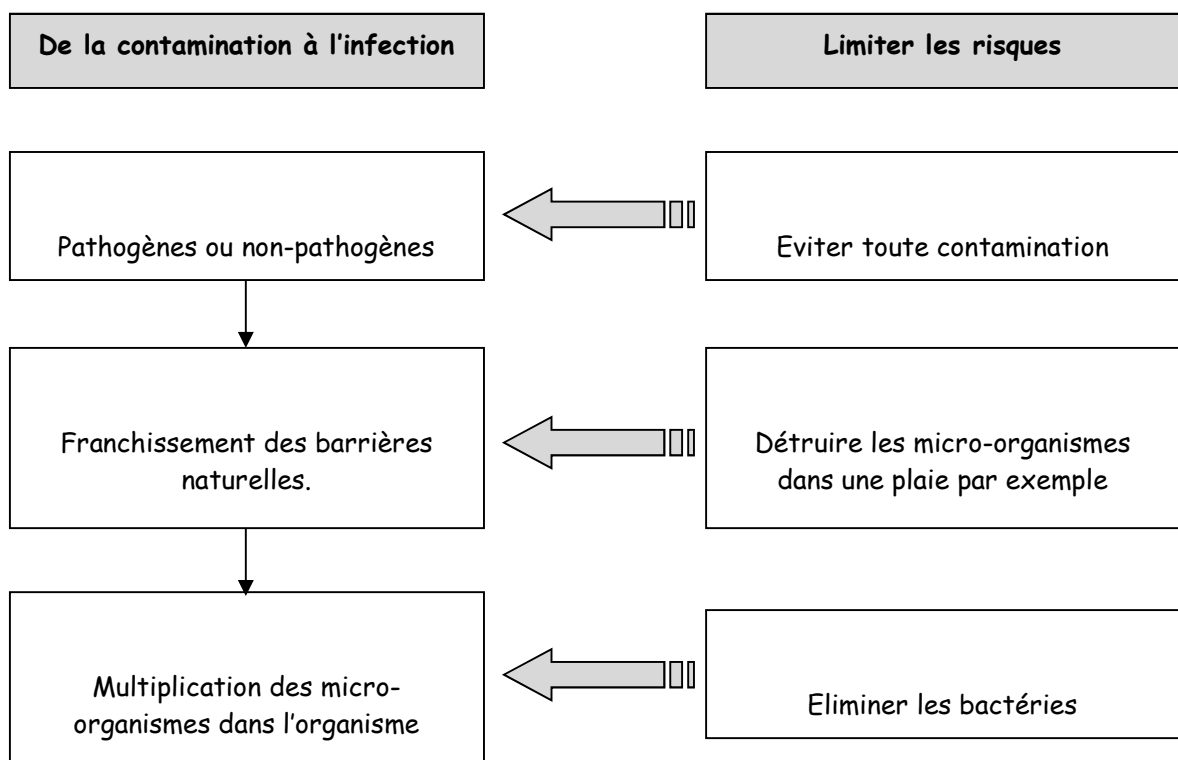 De la contamination à l'infection
Limiter les risques
Pathogènes ou non-pathogènes
Eviter toute contamination
Franchissement des barrières
naturelles.
Détruire les micro-organismes
dans une plaie par exemple
Multiplication des micro-
organismes dans l'organisme
Eliminer les bactéries